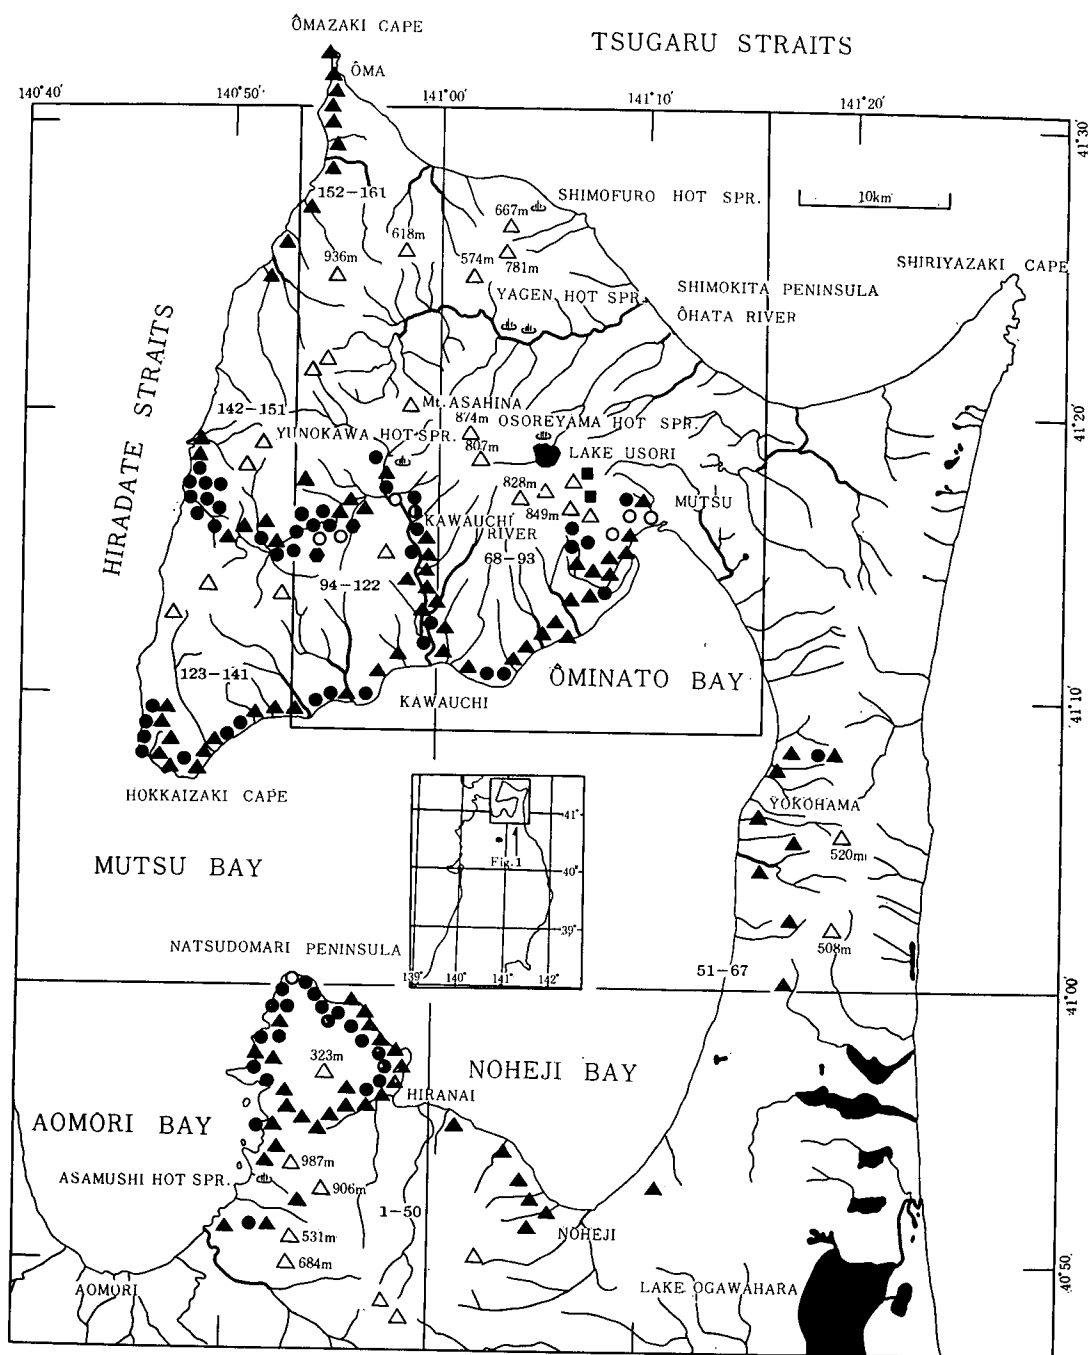 ÔMAZAKI CAPE
TSUGARU STRAITS
ÔMA
140°40′
140°50′
141°00′
141°10′
141°20′
41°30′
10km
152-161
SHIMOFURO HOT SPR.
667m
618m
936m
574m
781m
SHIRIYAZAKI CAPE
YAGEN HOT SPR.
SHIMOKITA PENINSULA
ÔHATA RIVER
HIRADATE STRAITS
142-151
Mt. ASAHINA
874m
OSOREYAMA HOT SPR.
41°20′
YUNOKAWA HOT SPR.
807m
LAKE USORI
828m
849m
MUTSU
KAWAUCHI
RIVER
68-93
94-122
123-141
ÔMINATO BAY
KAWAUCHI
41°10′
HOKKAIZAKI CAPE
YOKOHAMA
520m
MUTSU BAY
41°
Fig.1
40°
39°
139°
140°
141°
142°
508m
NATSUDOMARI PENINSULA
51-67
41°00′
323m
NOHEJI BAY
HIRANAI
AOMORI BAY
987m
ASAMUSHI HOT SPR.
906m
1-50
531m
NOHEJI
684m
40°50′
AOMORI
LAKE OGAWAHARA